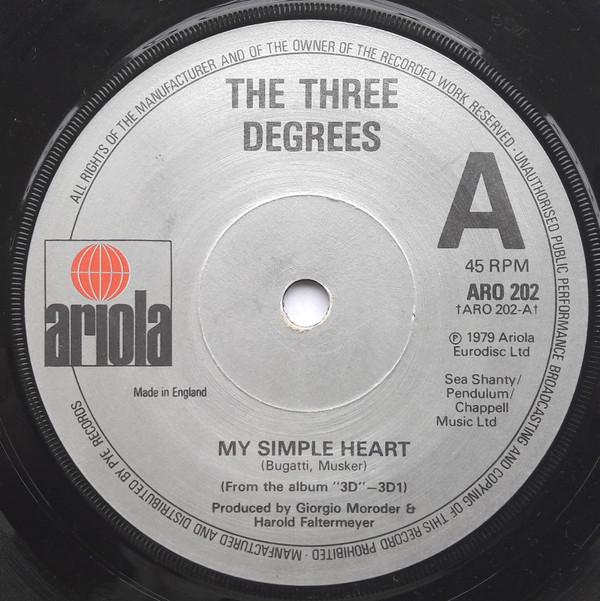 ALL RIGHTS OF THE MANUFACTURER AND OF THE OWNER OF THE RECORDED WORK RESERVED · UNAUTHORISED PUBLIC PERFORMANCE BROADCASTING AND COPYING OF THIS RECORD PROHIBITED · MANUFACTURED AND DISTRIBUTED BY PYE RECORDS
THE THREE
DEGREES
A
45 RPM
ARO 202
†ARO 202-A†
℗ 1979 Ariola
Eurodisc Ltd
ariola
Made in England
Sea Shanty/
Pendulum/
Chappell
Music Ltd
MY SIMPLE HEART
(Bugatti, Musker)
(From the album "3D"—3D1)
Produced by Giorgio Moroder &
Harold Faltermeyer